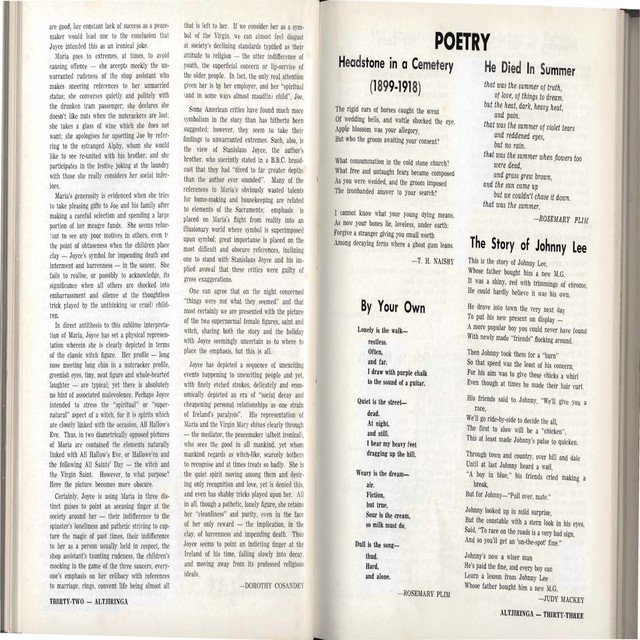 are good, her constant lack of success as a peace-
maker would lead one to the conclusion that
Joyce intended this as an ironical joke.
Maria goes to extremes, at times, to avoid
causing offence — she accepts meekly the un-
warranted rudeness of the shop assistant who
makes sneering references to her unmarried
status; she converses quietly and politely with
the drunken tram passenger; she declares she
doesn't like nuts when the nutcrackers are lost;
she takes a glass of wine which she does not
want; she apologises for upsetting Joe by refer-
ring to the estranged Alphy, whom she would
like to see re-united with his brother; and she
participates in the festive joking at the laundry
with those she really considers her social infer-
iors.
Maria's generosity is evidenced when she tries
to take pleasing gifts to Joe and his family after
making a careful selection and spending a large
portion of her meagre funds. She seems reluc-
tant to see any poor motives in others, even to
the point of obtuseness when the children place
clay — Joyce's symbol for impending death and
interment and barrenness — in the saucer. She
fails to realise, or possibly to acknowledge, its
significance when all others are shocked into
embarrassment and silence at the thoughtless
trick played by the unthinking (or cruel) child-
ren.
In direct antithesis to this sublime interpreta-
tion of Maria, Joyce has set a physical represen-
tation wherein she is clearly depicted in terms
of the classic witch figure. Her profile — long
nose meeting long chin in a nutcracker profile,
greenish eyes, tiny, neat figure and whole-hearted
laughter — are typical; yet there is absolutely
no hint of associated malevolence. Perhaps Joyce
intended to stress the "spiritual" or "super-
natural" aspect of a witch, for it is spirits which
are closely linked with the occasion, All Hallow's
Eve. Thus, in two diametrically opposed pictures
of Maria are contained the elements naturally
linked with All Hallow's Eve, or Hallowe'en and
the following All Saints' Day — the witch and
the Virgin Saint. However, to what purpose?
Here the picture becomes more obscure.
Certainly, Joyce is using Maria in three dis-
tinct guises to point an accusing finger at the
society around her — their indifference to the
spinster's loneliness and pathetic striving to cap-
ture the magic of past times, their indifference
to her as a person usually held in respect, the
shop assistant's taunting rudeness, the children's
mocking in the game of the three saucers, every-
one's emphasis on her celibacy with references
to marriage, rings, convent life being almost all
THIRTY-TWO — ALTJIRINGA
that is left to her. If we consider her as a sym-
bol of the Virgin, we can almost feel disgust
at society's declining standards typified as their
attitude to religion — the utter indifference of
youth, the superficial concern or lip-service of
the older people. In fact, the only real attention
given her is by her employer, and her "spiritual
(and in some ways almost maudlin) child", Joe.
Some American critics have found much more
symbolism in the story than has hitherto been
suggested; however, they seem to take their
findings to unwarranted extremes. Such, also, is
the view of Stanislaus Joyce, the author's
brother, who succinctly stated in a B.B.C. broad-
cast that they had "dived to far greater depths
than the author ever sounded". Many of the
references to Maria's obviously wasted talents
for home-making and housekeeping are related
to elements of the Sacraments; emphasis is
placed on Maria's flight from reality into an
illusionary world where symbol is superimposed
upon symbol; great importance is placed on the
most difficult and obscure references, inclining
one to stand with Stanislaus Joyce and his im-
plied avowal that these critics were guilty of
gross exaggerations.
One can agree that on the night concerned
"things were not what they seemed" and that
most certainly we are presented with the picture
of the two supernormal female figures, saint and
witch, sharing both the story and the holiday
with Joyce seemingly uncertain as to where to
place the emphasis, but this is all.
Joyce has depicted a sequence of unexciting
events happening to unexciting people and yet,
with finely etched strokes, delicately and econ-
omically depicted an era of "social decay and
cheapening personal relationships as one strain
of Ireland's paralysis". His representation of
Maria and the Virgin Mary shines clearly through
— the mediator, the peacemaker (albeit ironical),
who sees the good in all mankind, yet whom
mankind regards as witch-like, scarcely bothers
to recognise and at times treats so badly. She is
the quiet spirit moving among them and desir-
ing only recognition and love, yet is denied this,
and even has shabby tricks played upon her. All
in all, though a pathetic, lonely figure, she retains
her "cleanliness" and purity, even in the face
of her only reward — the implication, in the
clay, of barrenness and impending death. Thus
Joyce seems to point an indicting finger at the
Ireland of his time, falling slowly into decay,
and moving away from its professed religious
ideals.
—DOROTHY COSANDEY
POETRY
Headstone in a Cemetery
(1899-1918)
The rigid ears of horses caught the scent
Of wedding bells, and wattle shocked the eye.
Apple blossom was your allegory,
But who the groom awaiting your consent?
What consummation in the cold stone church?
What free and untaught fears became composed
As you were wedded, and the groom imposed
The ironbanded answer to your search?
I cannot know what your young dying means,
As now your bones lie, loveless, under earth:
Forgive a stranger giving you small worth
Among decaying ferns where a ghost gum leans.
—T. H. NAISBY
By Your Own
Lonely is the walk—
restless.
Often,
and far.
I draw with purple chalk
to the sound of a guitar.
Quiet is the street—
dead.
At night,
and still.
I hear my heavy feet
dragging up the hill.
Weary is the dream—
air.
Fiction,
but true.
Sour is the cream,
so milk must do.
Dull is the song—
thud.
Hard,
and alone.
—ROSEMARY PLIM
He Died In Summer
that was the summer of truth,
of love, of things to dream.
but the heat, dark, heavy heat,
and pain.
that was the summer of violet tears
and reddened eyes,
but no rain.
that was the summer when flowers too
were dead,
and grass grew brown,
and the sun came up
but we couldn't chase it down.
that was the summer.
—ROSEMARY PLIM
The Story of Johnny Lee
This is the story of Johnny Lee,
Whose father bought him a new M.G.
It was a shiny, red with trimmings of chrome,
He could hardly believe it was his own.
He drove into town the very next day
To put his new present on display —
A more popular boy you could never have found
With newly made "friends" flocking around.
Then Johnny took them for a "burn"
So that speed was the least of his concern,
For his aim was to give these chicks a whirl
Even though at times he made their hair curl.
His friends said to Johnny, "We'll give you a
race,
We'll go ride-by-side to decide the all,
The first to slow will be a "chicken".
This at least made Johnny's pulse to quicken.
Through town and country, over hill and dale
Until at last Johnny heard a wail,
"A boy in blue," his friends cried making a
break,
But for Johnny—"Pull over, mate."
Johnny looked up in mild surprise,
But the constable with a stern look in his eyes,
Said, "To race on the roads is a very bad sign,
And so you'll get an "on-the-spot" fine."
Johnny's now a wiser man
He's paid the fine, and every boy can
Learn a lesson from Johnny Lee
Whose father bought him a new M.G.
—JUDY MACKEY
ALTJIRINGA — THIRTY-THREE